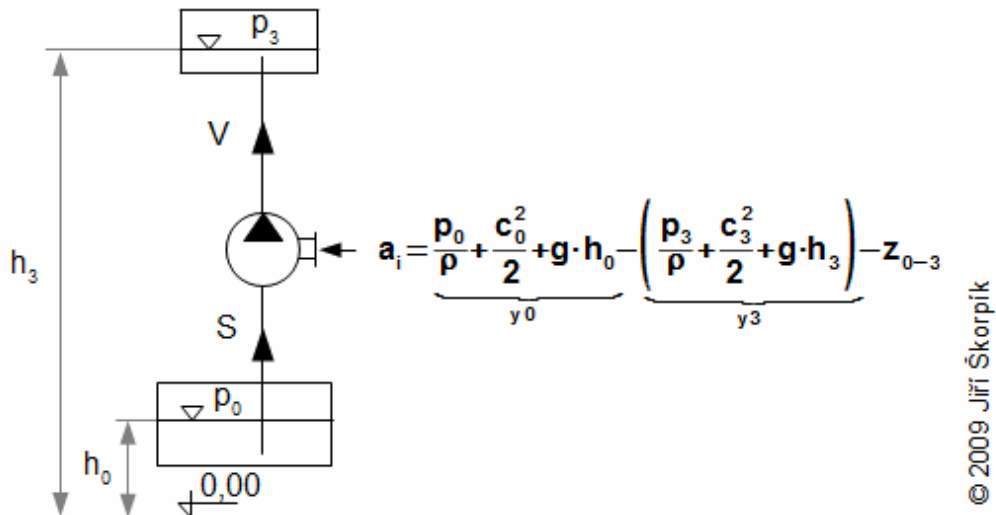 p₃
V
h₃
aᵢ = p₀/ρ + c₀²/2 + g·h₀ − (p₃/ρ + c₃²/2 + g·h₃) − z₀₋₃
y0
y3
S
p₀
h₀
0,00
© 2009 Jiří Škorpík